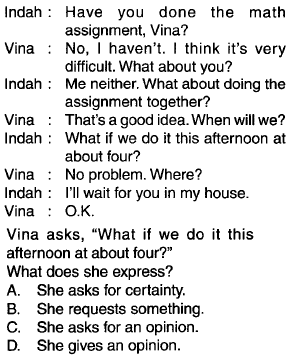 Indah : Have you done the math
assignment, Vina?
Vina : No, I haven't. I think it's very
difficult. What about you?
Indah : Me neither. What about doing the
assignment together?
Vina : That's a good idea. When will we?
Indah : What if we do it this afternoon at
about four?
Vina : No problem. Where?
Indah : I'll wait for you in my house.
Vina : O.K.
Vina asks, "What if we do it this
afternoon at about four?"
What does she express?
A. She asks for certainty.
B. She requests something.
C. She asks for an opinion.
D. She gives an opinion.